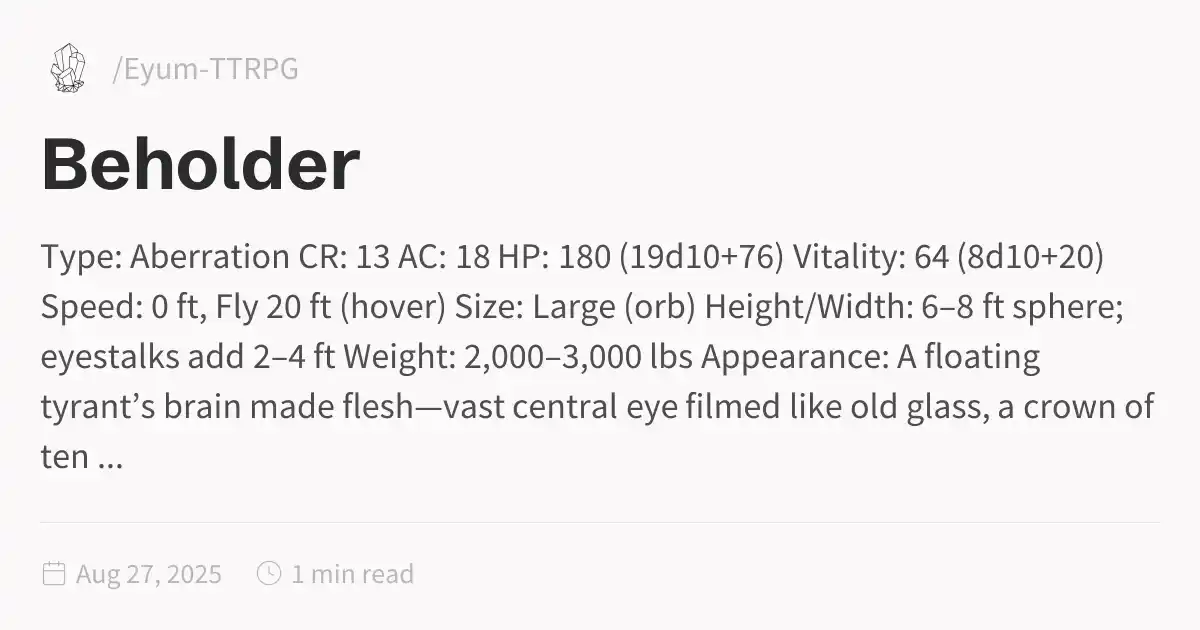 /Eyum-TTRPG
Beholder
Type: Aberration CR: 13 AC: 18 HP: 180 (19d10+76) Vitality: 64 (8d10+20)
Speed: 0 ft, Fly 20 ft (hover) Size: Large (orb) Height/Width: 6–8 ft sphere;
eyestalks add 2–4 ft Weight: 2,000–3,000 lbs Appearance: A floating
tyrant’s brain made flesh—vast central eye filmed like old glass, a crown of
ten ...
Aug 27, 2025 1 min read